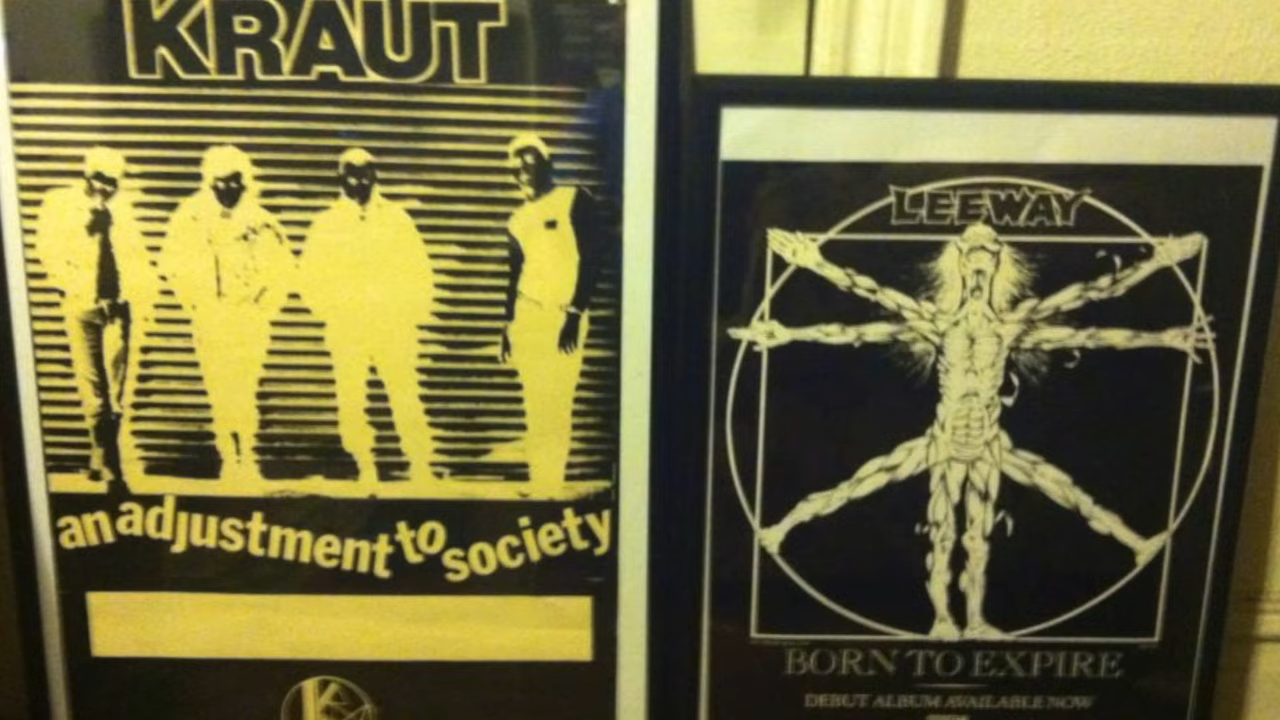 KRAUT
an adjustment to society
LEEWAY
BORN TO EXPIRE
DEBUT ALBUM AVAILABLE NOW